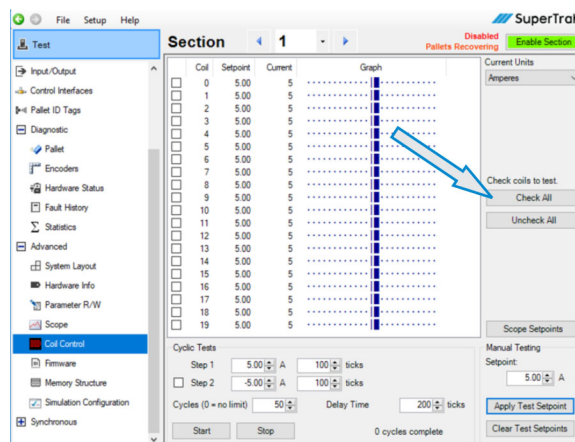 File Setup Help
SuperTrak
Test
Section 1 -
Disabled
Pallets Recovering
Enable Section
Input/Output
Control Interfaces
Pallet ID Tags
Diagnostic
Pallet
Encoders
Hardware Status
Fault History
Statistics
Advanced
System Layout
Hardware Info
Parameter R/W
Scope
Coil Control
Firmware
Memory Structure
Simulation Configuration
Synchronous
Coil Setpoint Current Graph
0 5.00 5
1 5.00 5
2 5.00 5
3 5.00 5
4 5.00 5
5 5.00 5
6 5.00 5
7 5.00 5
8 5.00 5
9 5.00 5
10 5.00 5
11 5.00 5
12 5.00 5
13 5.00 5
14 5.00 5
15 5.00 5
16 5.00 5
17 5.00 5
18 5.00 5
19 5.00 5
Current Units
Amperes
Check coils to test.
Check All
Uncheck All
Scope Setpoints
Cyclic Tests
Step 1 5.00 A 100 ticks
Step 2 -5.00 A 100 ticks
Cycles (0 = no limit) 50 Delay Time 200 ticks
Start Stop 0 cycles complete
Manual Testing
Setpoint:
5.00 A
Apply Test Setpoint
Clear Test Setpoints